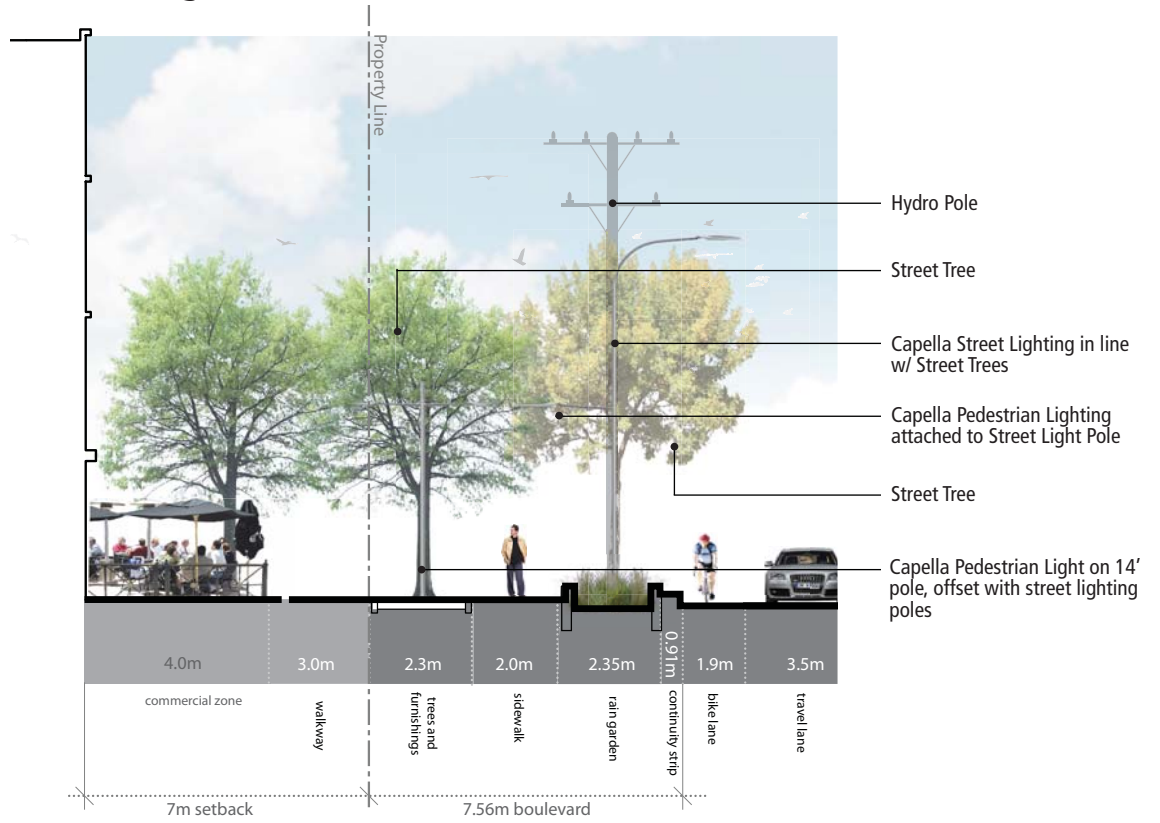 Property Line
Hydro Pole
Street Tree
Capella Street Lighting in line
w/ Street Trees
Capella Pedestrian Lighting
attached to Street Light Pole
Street Tree
Capella Pedestrian Light on 14’
pole, offset with street lighting
poles
4.0m
3.0m
2.3m
2.0m
2.35m
0.91m
1.9m
3.5m
commercial zone
walkway
trees and
furnishings
sidewalk
rain garden
continuity strip
bike lane
travel lane
7m setback
7.56m boulevard